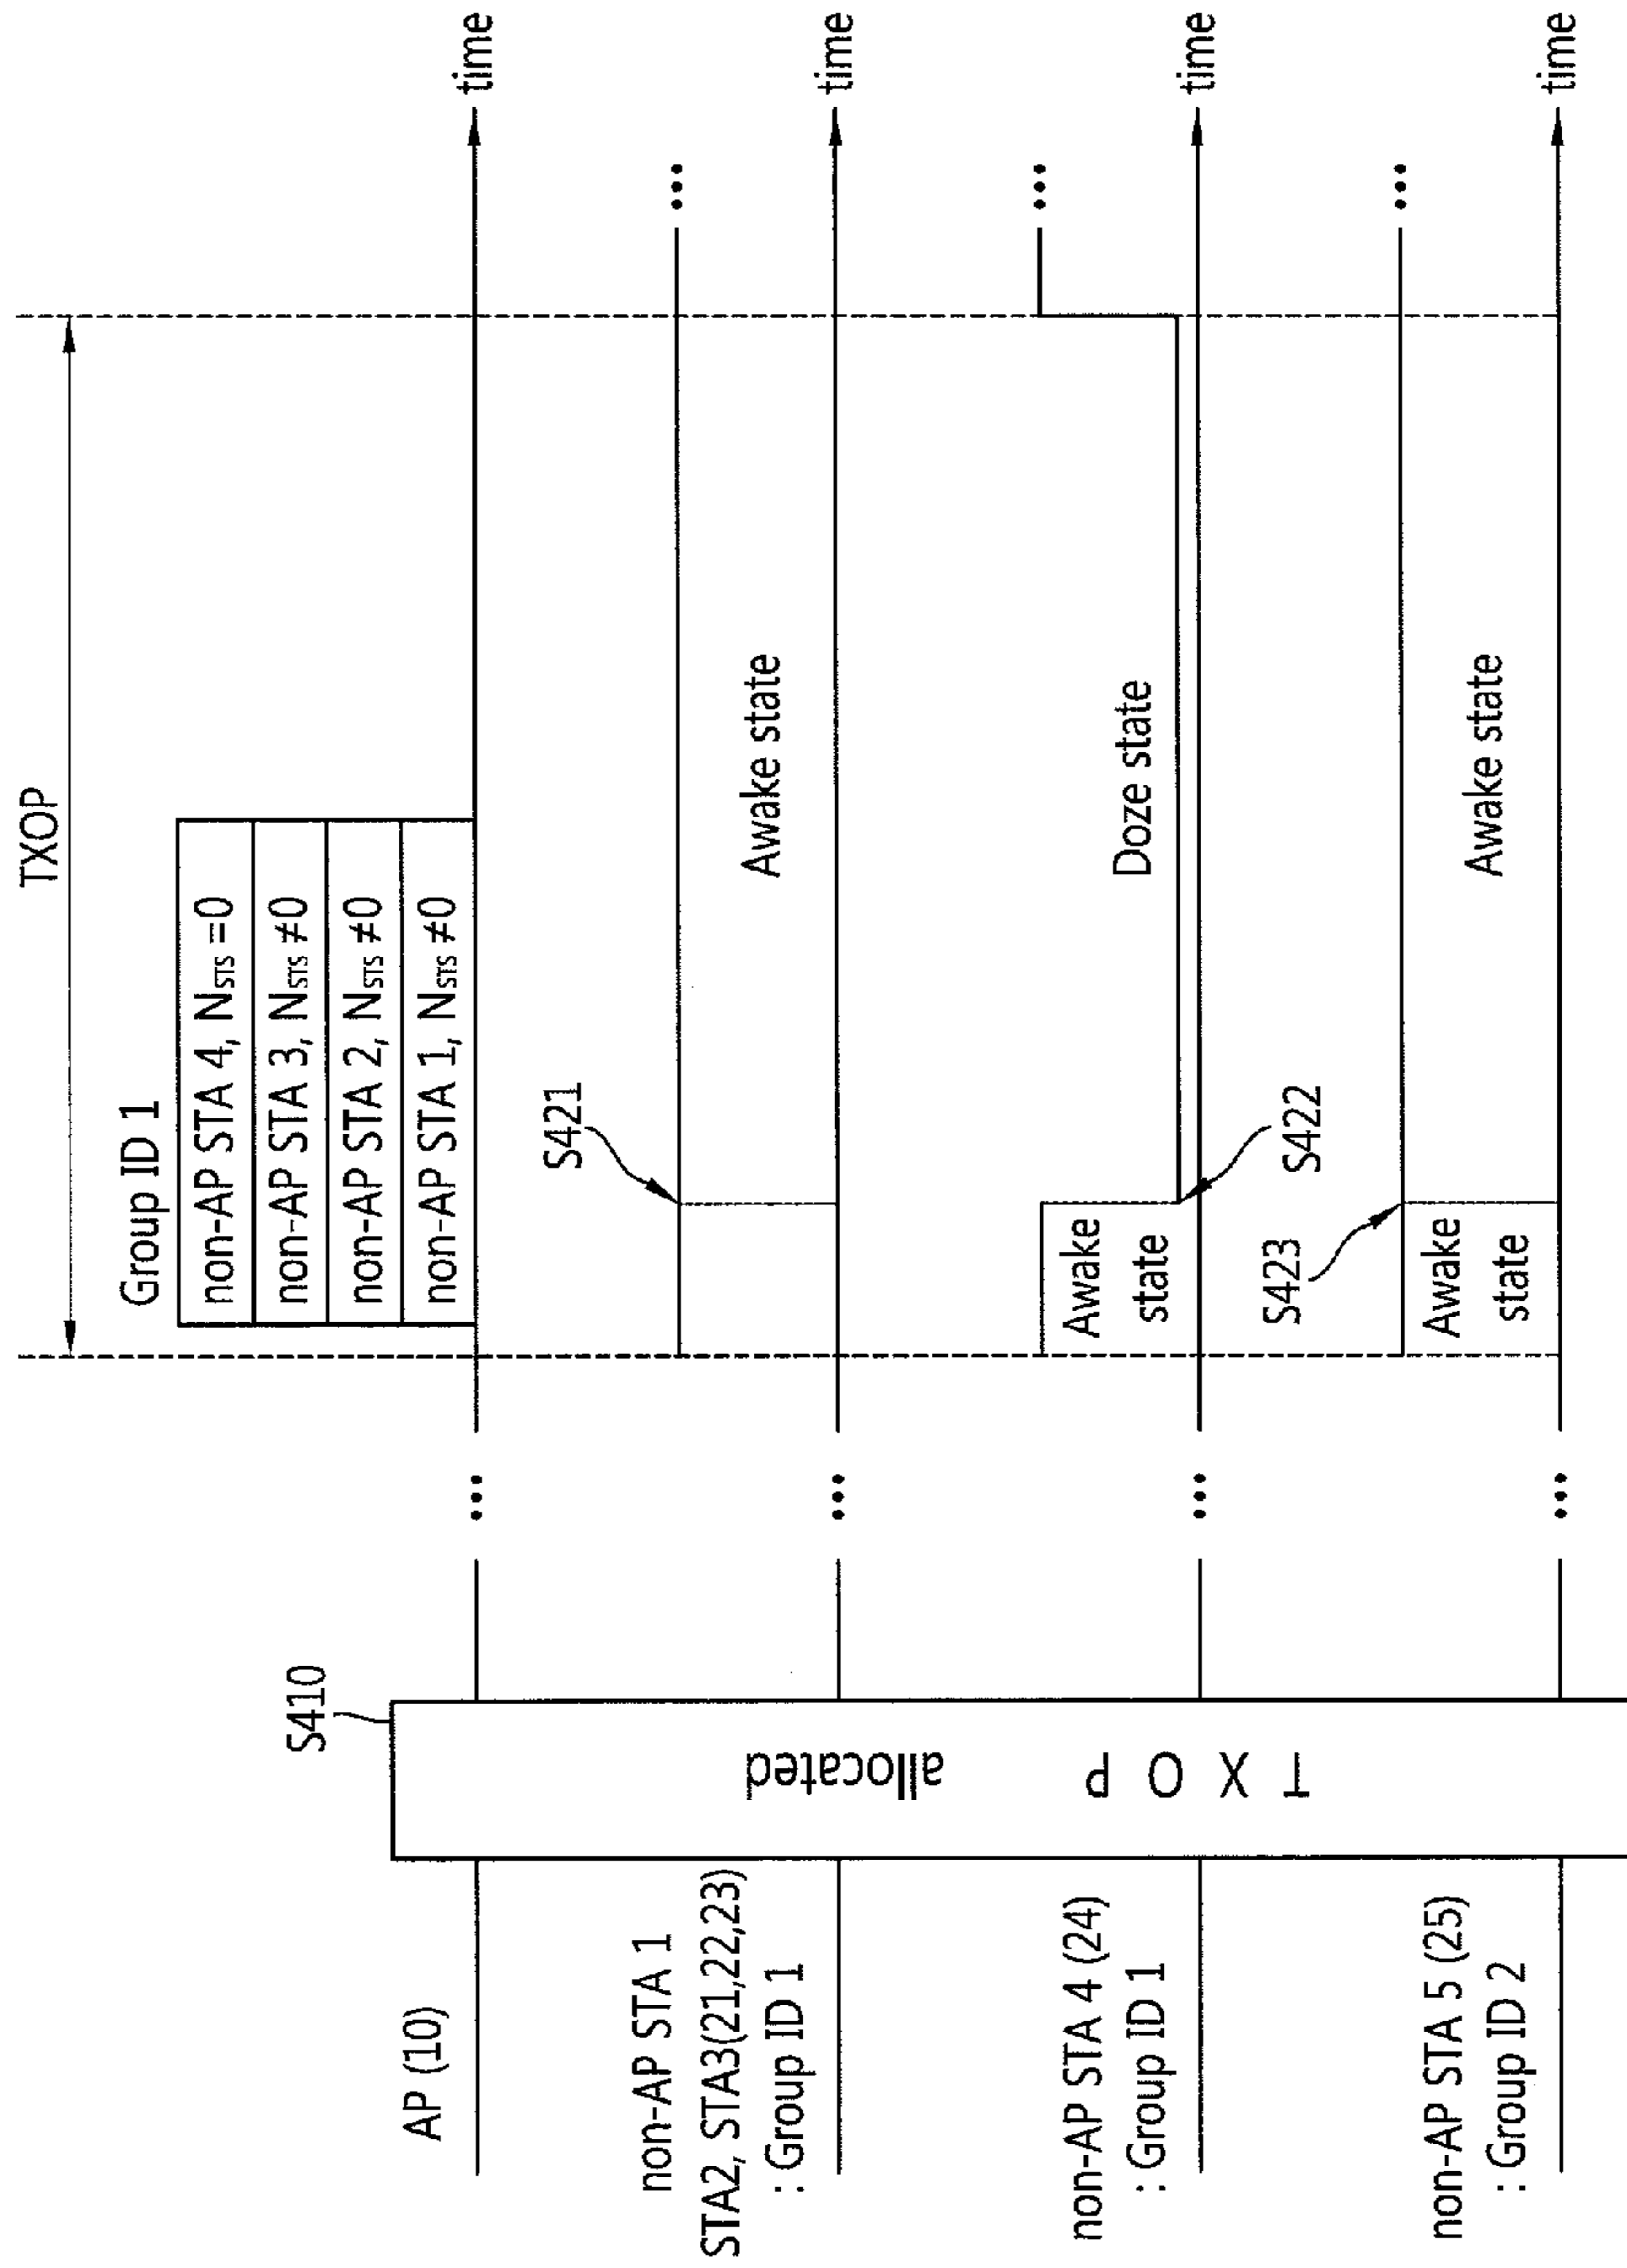 TXOP
Group ID 1
non-AP STA 4, NSTS =0
non-AP STA 3, NSTS ≠0
non-AP STA 2, NSTS ≠0
non-AP STA 1, NSTS ≠0
S410
AP (10)
...
time
S421
non-AP STA 1
STA2, STA3(21,22,23)
: Group ID 1
...
Awake state
...
time
TXOP
allocated
non-AP STA 4 (24)
: Group ID 1
...
Awake
state
S422
Doze state
...
time
non-AP STA 5 (25)
: Group ID 2
...
S423
Awake
state
Awake state
...
time